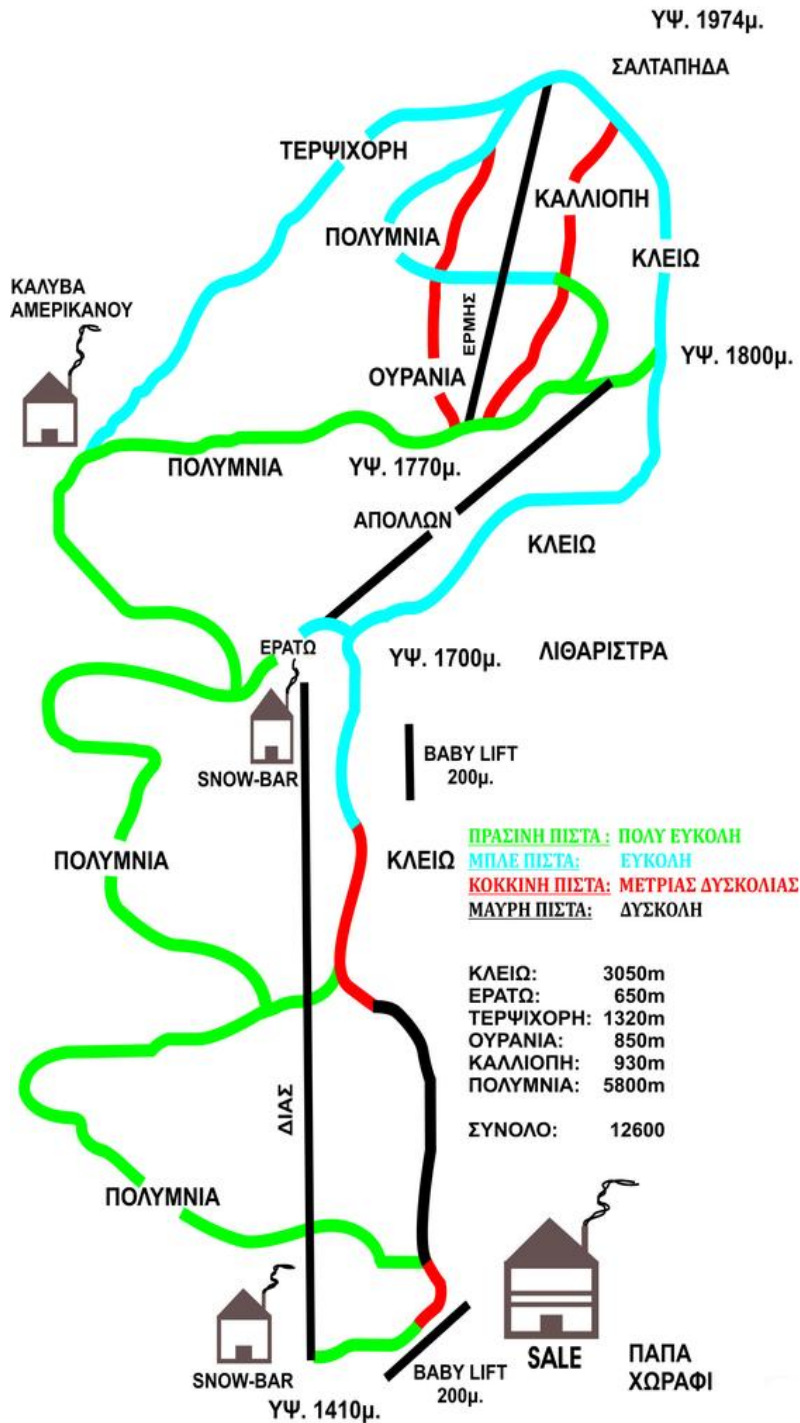 ΥΨ. 1974μ.
ΣΑΛΤΑΠΗΔΑ
ΤΕΡΨΙΧΟΡΗ
ΚΑΛΛΙΟΠΗ
ΠΟΛΥΜΝΙΑ
ΚΛΕΙΩ
ΚΑΛΥΒΑ
ΑΜΕΡΙΚΑΝΟΥ
ΕΡΜΗΣ
ΥΨ. 1800μ.
ΟΥΡΑΝΙΑ
ΠΟΛΥΜΝΙΑ
ΥΨ. 1770μ.
ΑΠΟΛΛΩΝ
ΚΛΕΙΩ
ΕΡΑΤΩ
ΥΨ. 1700μ.
ΛΙΘΑΡΙΣΤΡΑ
SNOW-BAR
BABY LIFT
200μ.
ΠΟΛΥΜΝΙΑ
ΚΛΕΙΩ
ΠΡΑΣΙΝΗ ΠΙΣΤΑ : ΠΟΛΥ ΕΥΚΟΛΗ
ΜΠΛΕ ΠΙΣΤΑ: ΕΥΚΟΛΗ
ΚΟΚΚΙΝΗ ΠΙΣΤΑ: ΜΕΤΡΙΑΣ ΔΥΣΚΟΛΙΑΣ
ΜΑΥΡΗ ΠΙΣΤΑ: ΔΥΣΚΟΛΗ
ΚΛΕΙΩ: 3050m
ΕΡΑΤΩ: 650m
ΤΕΡΨΙΧΟΡΗ: 1320m
ΟΥΡΑΝΙΑ: 850m
ΚΑΛΛΙΟΠΗ: 930m
ΠΟΛΥΜΝΙΑ: 5800m
ΣΥΝΟΛΟ: 12600
ΔΙΑΣ
ΠΟΛΥΜΝΙΑ
SNOW-BAR
ΥΨ. 1410μ.
BABY LIFT
200μ.
SALE
ΠΑΠΑ
ΧΩΡΑΦΙ